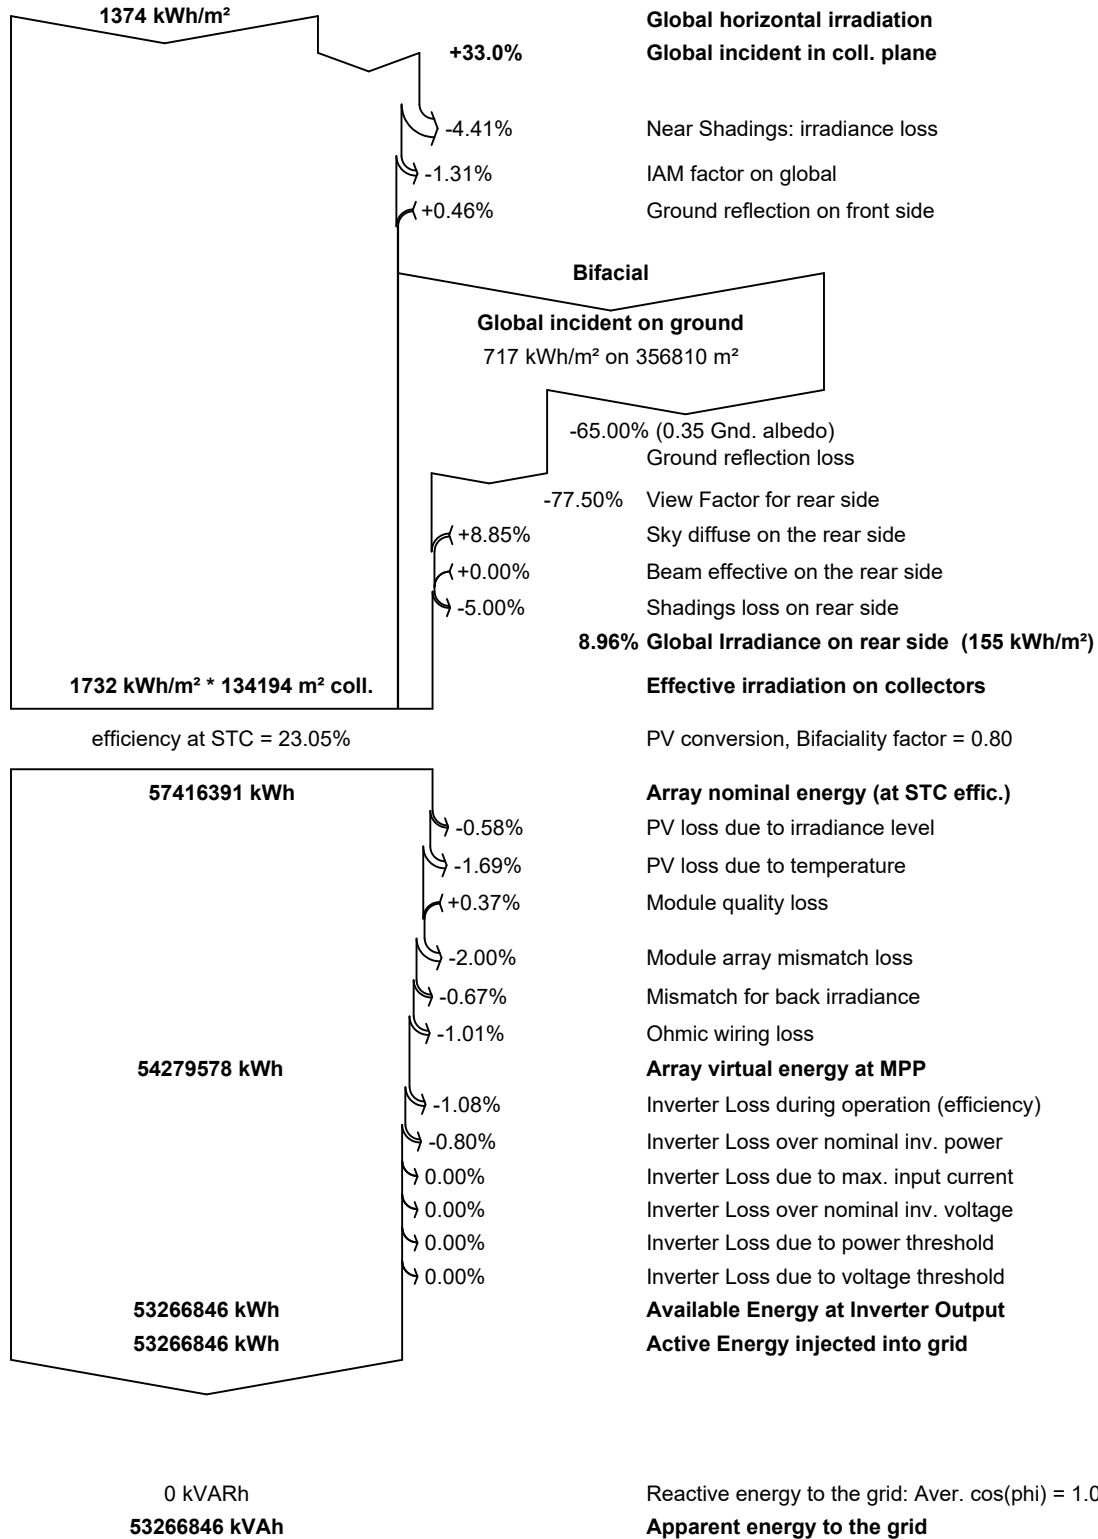 1374 kWh/m² Global horizontal irradiation
+33.0% Global incident in coll. plane
-4.41% Near Shadings: irradiance loss
-1.31% IAM factor on global
+0.46% Ground reflection on front side
Bifacial
Global incident on ground
717 kWh/m² on 356810 m²
-65.00% (0.35 Gnd. albedo)
Ground reflection loss
-77.50% View Factor for rear side
+8.85% Sky diffuse on the rear side
+0.00% Beam effective on the rear side
-5.00% Shadings loss on rear side
8.96% Global Irradiance on rear side (155 kWh/m²)
1732 kWh/m² * 134194 m² coll. Effective irradiation on collectors
efficiency at STC = 23.05% PV conversion, Bifaciality factor = 0.80
57416391 kWh Array nominal energy (at STC effic.)
-0.58% PV loss due to irradiance level
-1.69% PV loss due to temperature
+0.37% Module quality loss
-2.00% Module array mismatch loss
-0.67% Mismatch for back irradiance
-1.01% Ohmic wiring loss
54279578 kWh Array virtual energy at MPP
-1.08% Inverter Loss during operation (efficiency)
-0.80% Inverter Loss over nominal inv. power
0.00% Inverter Loss due to max. input current
0.00% Inverter Loss over nominal inv. voltage
0.00% Inverter Loss due to power threshold
0.00% Inverter Loss due to voltage threshold
53266846 kWh Available Energy at Inverter Output
53266846 kWh Active Energy injected into grid
0 kVARh Reactive energy to the grid: Aver. cos(phi) = 1.0
53266846 kVAh Apparent energy to the grid